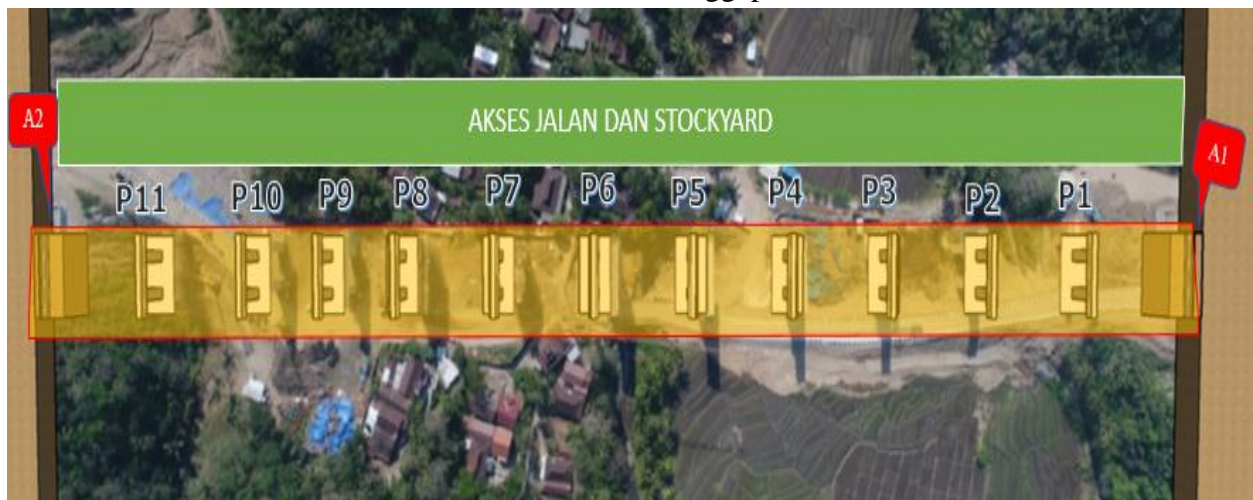 AKSES JALAN DAN STOCKYARD
A2
A1
P11 P10 P9 P8 P7 P6 P5 P4 P3 P2 P1